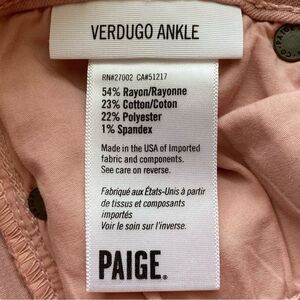 VERDUGO ANKLE
RN#27002 CA#51217
54% Rayon/Rayonne
23% Cotton/Coton
22% Polyester
1% Spandex
Made in the USA of Imported
fabric and components.
See care on reverse.
Fabriqué aux États-Unis à partir
de tissus et composants
importés
Voir le soin sur l'inverse.
PAIGE.
PAIGE